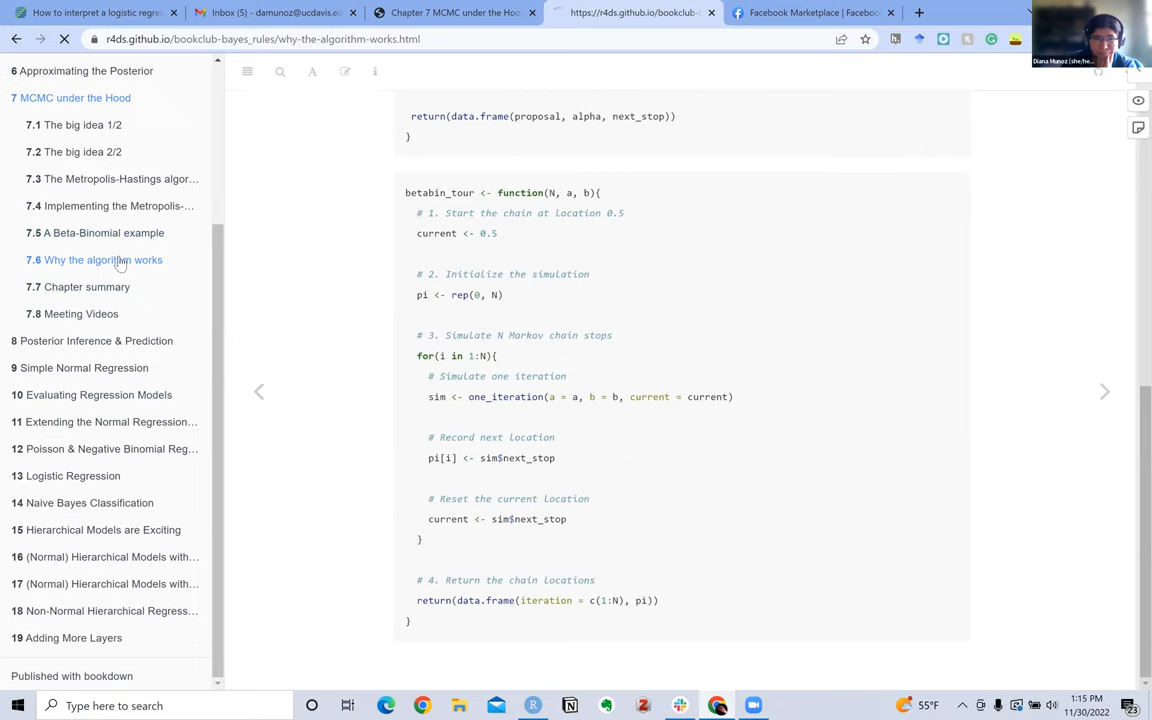 How to interpret a logistic regre
Inbox (5) - damunoz@ucdavis.ed
Chapter 7 MCMC under the Hood
https://r4ds.github.io/bookclub-
Facebook Marketplace | Faceboo
r4ds.github.io/bookclub-bayes_rules/why-the-algorithm-works.html
Diana Munoz (she/he...
6 Approximating the Posterior
7 MCMC under the Hood
7.1 The big idea 1/2
7.2 The big idea 2/2
7.3 The Metropolis-Hastings algor...
7.4 Implementing the Metropolis-...
7.5 A Beta-Binomial example
7.6 Why the algorithm works
7.7 Chapter summary
7.8 Meeting Videos
8 Posterior Inference & Prediction
9 Simple Normal Regression
10 Evaluating Regression Models
11 Extending the Normal Regression...
12 Poisson & Negative Binomial Reg...
13 Logistic Regression
14 Naive Bayes Classification
15 Hierarchical Models are Exciting
16 (Normal) Hierarchical Models with...
17 (Normal) Hierarchical Models with...
18 Non-Normal Hierarchical Regress...
19 Adding More Layers
Published with bookdown
return(data.frame(proposal, alpha, next_stop))
}
betabin_tour <- function(N, a, b){
# 1. Start the chain at location 0.5
current <- 0.5
# 2. Initialize the simulation
pi <- rep(0, N)
# 3. Simulate N Markov chain stops
for(i in 1:N){
# Simulate one iteration
sim <- one_iteration(a = a, b = b, current = current)
# Record next location
pi[i] <- sim$next_stop
# Reset the current location
current <- sim$next_stop
}
# 4. Return the chain locations
return(data.frame(iteration = c(1:N), pi))
}
Type here to search
55°F
1:15 PM
11/30/2022
23